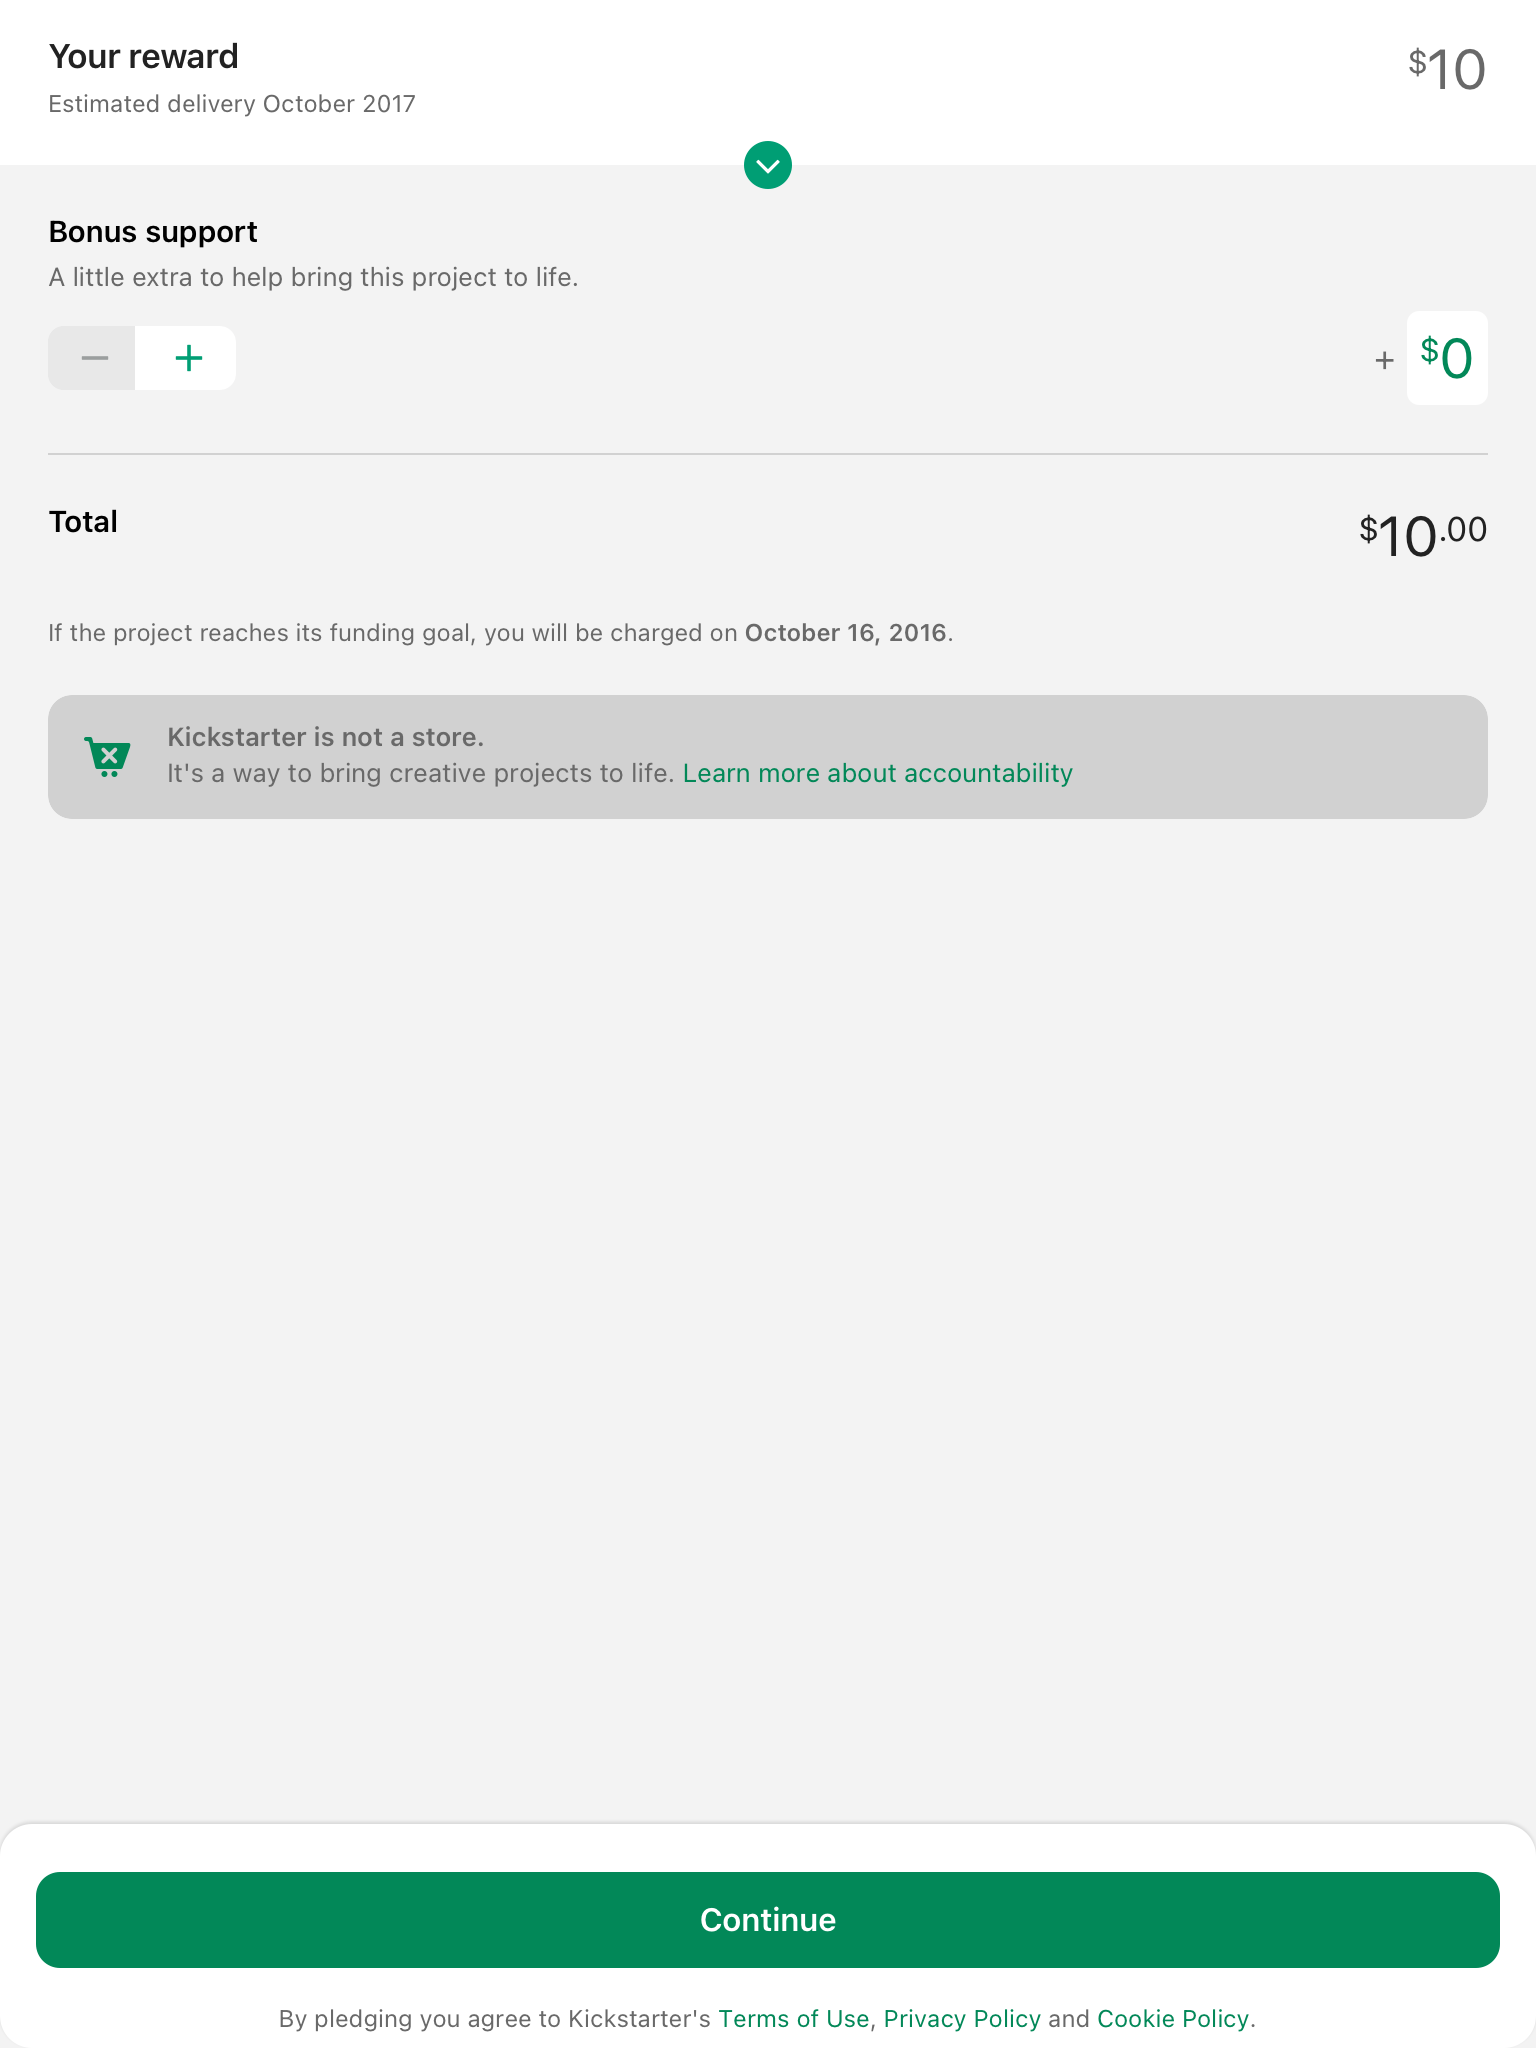 Your reward
$10
Estimated delivery October 2017
Bonus support
A little extra to help bring this project to life.
+ $0
Total
$10.00
If the project reaches its funding goal, you will be charged on October 16, 2016.
Kickstarter is not a store.
It's a way to bring creative projects to life. Learn more about accountability
Continue
By pledging you agree to Kickstarter's Terms of Use, Privacy Policy and Cookie Policy.